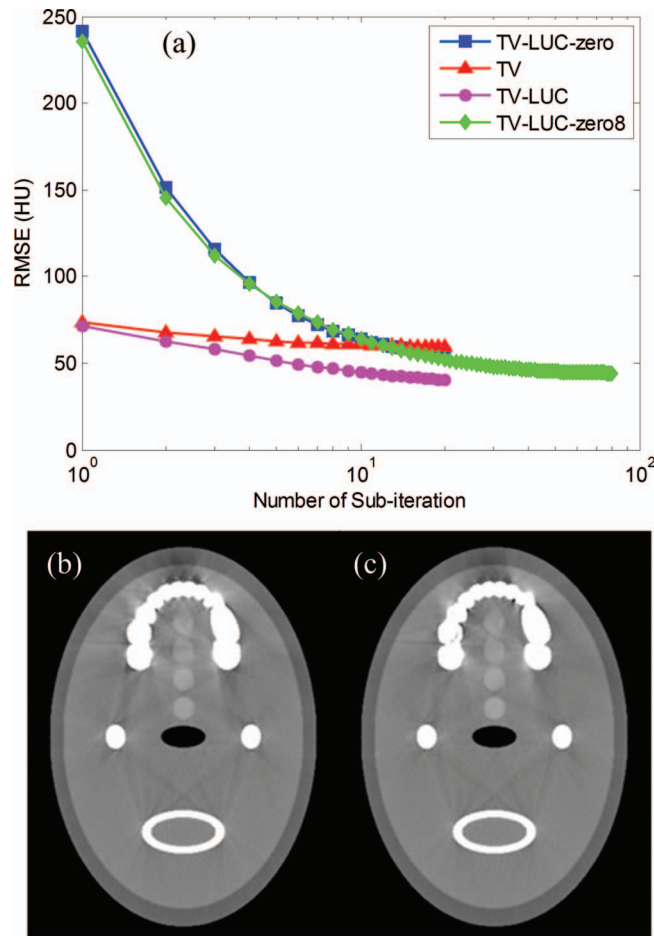 (a)
TV-LUC-zero
TV
TV-LUC
TV-LUC-zero8
RMSE (HU)
250
200
150
100
50
0
10^0
10^1
10^2
Number of Sub-iteration
(b)
(c)